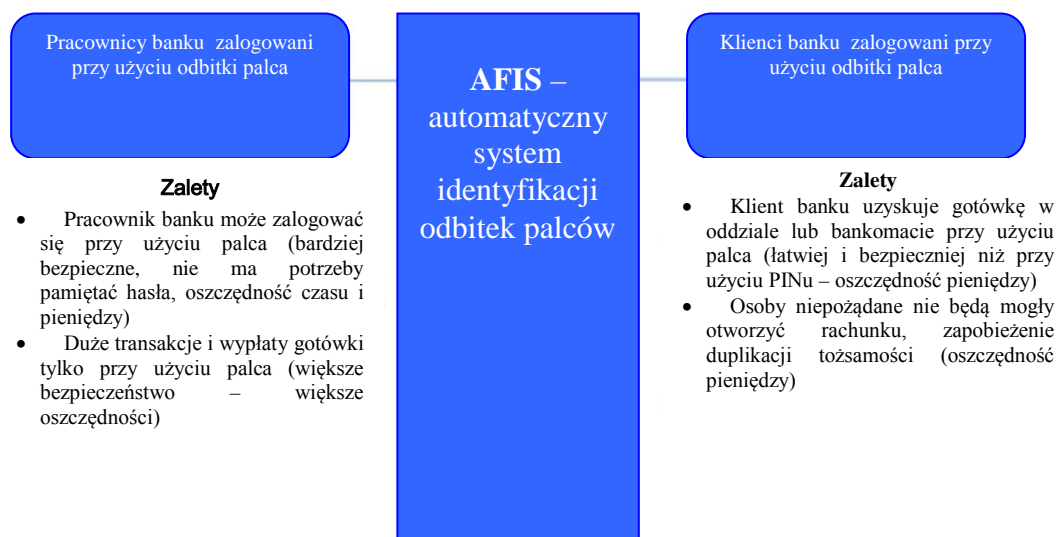 Pracownicy banku zalogowani
przy użyciu odbitki palca
Zalety
• Pracownik banku może zalogować
się przy użyciu palca (bardziej
bezpieczne, nie ma potrzeby
pamiętać hasła, oszczędność czasu i
pieniędzy)
• Duże transakcje i wypłaty gotówki
tylko przy użyciu palca (większe
bezpieczeństwo – większe
oszczędności)
AFIS –
automatyczny
system
identyfikacji
odbitek palców
Klienci banku zalogowani przy
użyciu odbitki palca
Zalety
• Klient banku uzyskuje gotówkę w
oddziale lub bankomacie przy użyciu
palca (łatwiej i bezpieczniej niż przy
użyciu PINu – oszczędność pieniędzy)
• Osoby niepożądane nie będą mogły
otworzyć rachunku, zapobieżenie
duplikacji tożsamości (oszczędność
pieniędzy)